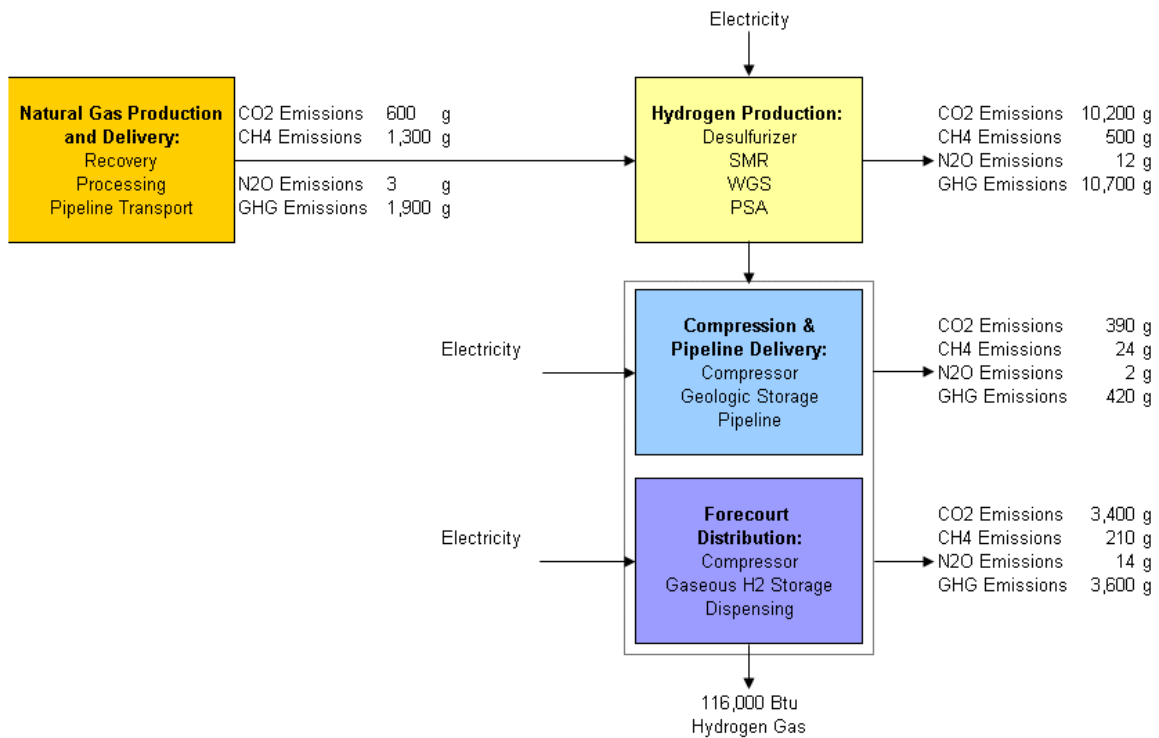 Electricity
Natural Gas Production
and Delivery:
Recovery
Processing
Pipeline Transport
CO2 Emissions 600 g
CH4 Emissions 1,300 g
N2O Emissions 3 g
GHG Emissions 1,900 g
Hydrogen Production:
Desulfurizer
SMR
WGS
PSA
CO2 Emissions 10,200 g
CH4 Emissions 500 g
N2O Emissions 12 g
GHG Emissions 10,700 g
Electricity
Compression &
Pipeline Delivery:
Compressor
Geologic Storage
Pipeline
CO2 Emissions 390 g
CH4 Emissions 24 g
N2O Emissions 2 g
GHG Emissions 420 g
Electricity
Forecourt
Distribution:
Compressor
Gaseous H2 Storage
Dispensing
CO2 Emissions 3,400 g
CH4 Emissions 210 g
N2O Emissions 14 g
GHG Emissions 3,600 g
116,000 Btu
Hydrogen Gas